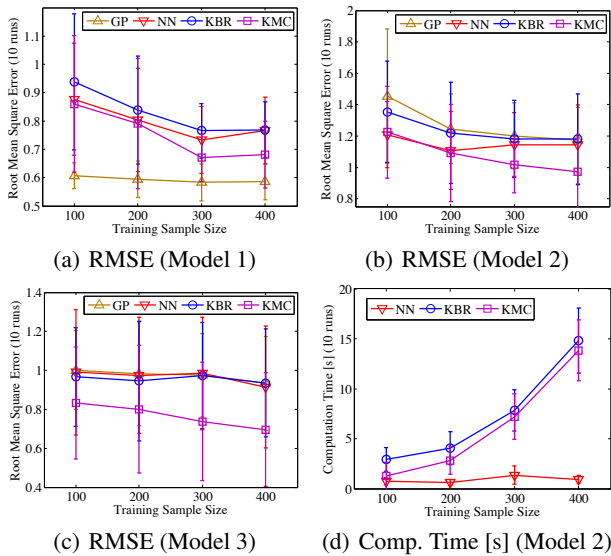 GP NN KBR KMC
Root Mean Square Error (10 runs)
1.1
1
0.9
0.8
0.7
0.6
0.5
100 200 300 400
Training Sample Size
(a) RMSE (Model 1)
GP NN KBR KMC
Root Mean Square Error (10 runs)
2
1.8
1.6
1.4
1.2
1
0.8
100 200 300 400
Training Sample Size
(b) RMSE (Model 2)
GP NN KBR KMC
Root Mean Square Error (10 runs)
1.4
1.2
1
0.8
0.6
0.4
100 200 300 400
Training Sample Size
(c) RMSE (Model 3)
NN KBR KMC
Computation Time [s] (10 runs)
20
15
10
5
0
100 200 300 400
Training Sample Size
(d) Comp. Time [s] (Model 2)